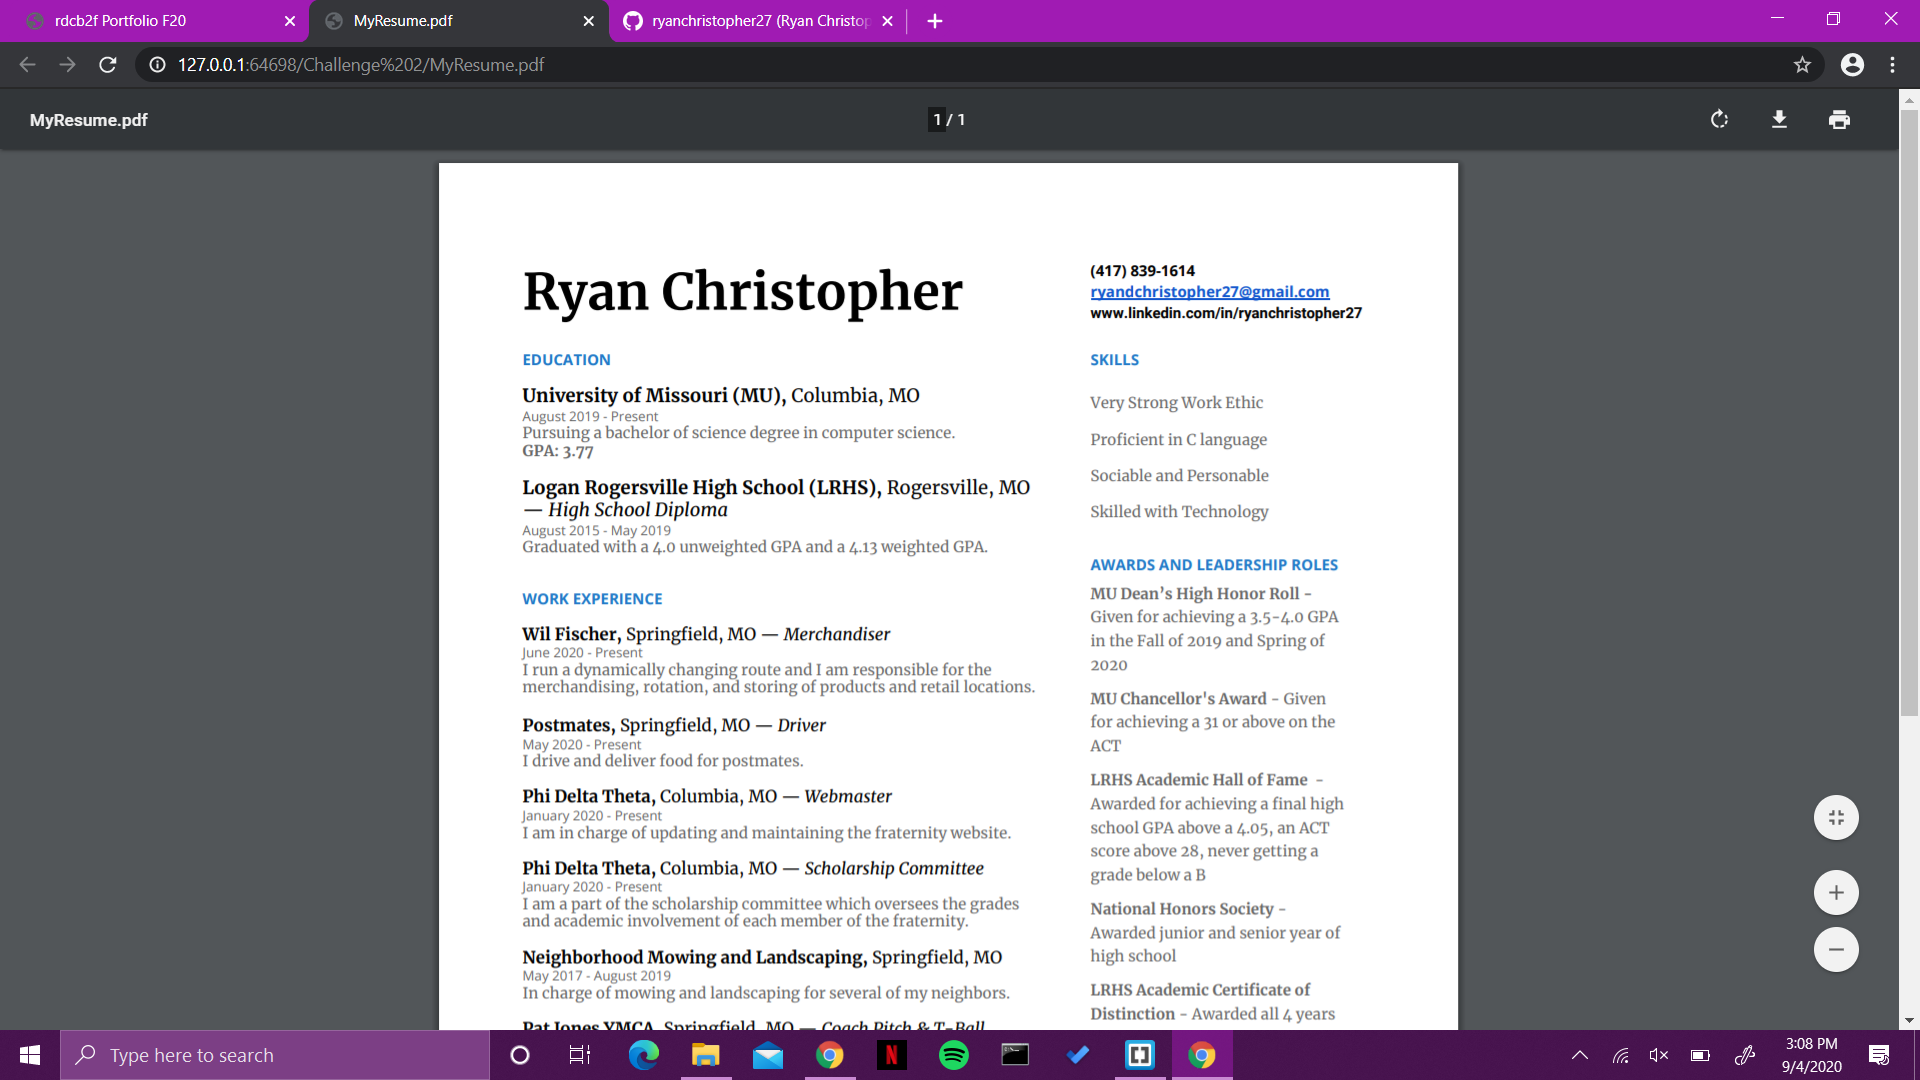 rdcb2f Portfolio F20
MyResume.pdf
ryanchristopher27 (Ryan Christop
127.0.0.1:64698/Challenge%202/MyResume.pdf
MyResume.pdf
1 / 1
Ryan Christopher
(417) 839-1614
ryandchristopher27@gmail.com
www.linkedin.com/in/ryanchristopher27
EDUCATION
University of Missouri (MU), Columbia, MO
August 2019 - Present
Pursuing a bachelor of science degree in computer science.
GPA: 3.77
Logan Rogersville High School (LRHS), Rogersville, MO
— High School Diploma
August 2015 - May 2019
Graduated with a 4.0 unweighted GPA and a 4.13 weighted GPA.
WORK EXPERIENCE
Wil Fischer, Springfield, MO — Merchandiser
June 2020 - Present
I run a dynamically changing route and I am responsible for the
merchandising, rotation, and storing of products and retail locations.
Postmates, Springfield, MO — Driver
May 2020 - Present
I drive and deliver food for postmates.
Phi Delta Theta, Columbia, MO — Webmaster
January 2020 - Present
I am in charge of updating and maintaining the fraternity website.
Phi Delta Theta, Columbia, MO — Scholarship Committee
January 2020 - Present
I am a part of the scholarship committee which oversees the grades
and academic involvement of each member of the fraternity.
Neighborhood Mowing and Landscaping, Springfield, MO
May 2017 - August 2019
In charge of mowing and landscaping for several of my neighbors.
Pat Jones YMCA, Springfield, MO — Coach Pitch & T-Ball
SKILLS
Very Strong Work Ethic
Proficient in C language
Sociable and Personable
Skilled with Technology
AWARDS AND LEADERSHIP ROLES
MU Dean's High Honor Roll -
Given for achieving a 3.5-4.0 GPA
in the Fall of 2019 and Spring of
2020
MU Chancellor's Award - Given
for achieving a 31 or above on the
ACT
LRHS Academic Hall of Fame -
Awarded for achieving a final high
school GPA above a 4.05, an ACT
score above 28, never getting a
grade below a B
National Honors Society -
Awarded junior and senior year of
high school
LRHS Academic Certificate of
Distinction - Awarded all 4 years
Type here to search
3:08 PM
9/4/2020